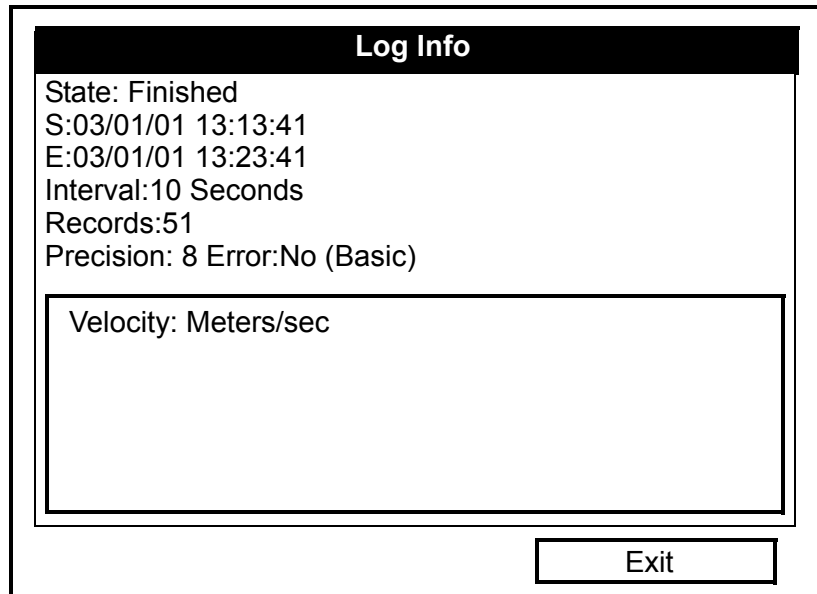 Log Info
State: Finished
S:03/01/01 13:13:41
E:03/01/01 13:23:41
Interval:10 Seconds
Records:51
Precision: 8 Error:No (Basic)
Velocity: Meters/sec
Exit